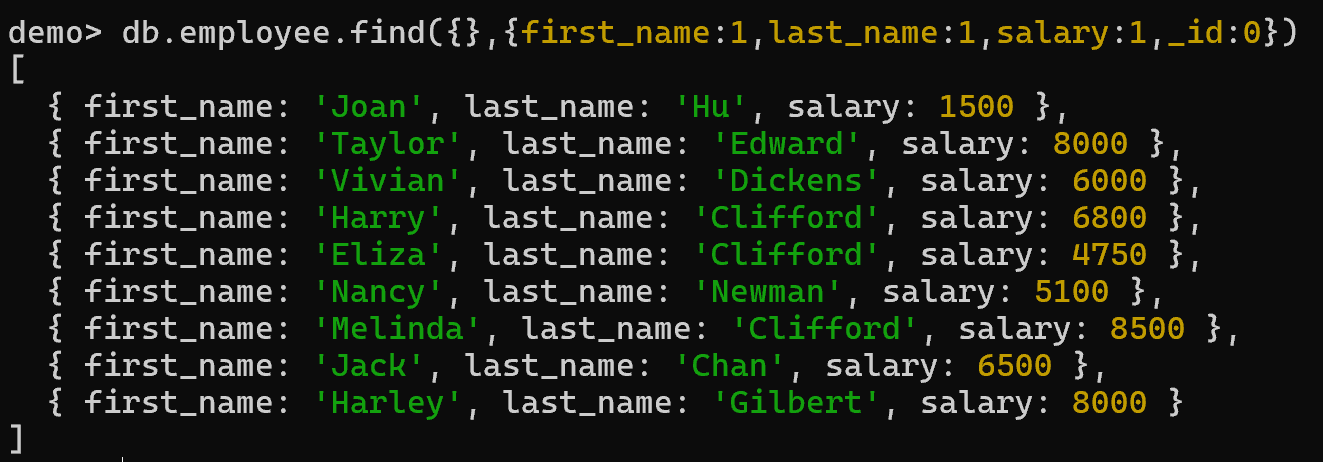 demo> db.employee.find({},{first_name:1,last_name:1,salary:1,_id:0})
[
  { first_name: 'Joan', last_name: 'Hu', salary: 1500 },
  { first_name: 'Taylor', last_name: 'Edward', salary: 8000 },
  { first_name: 'Vivian', last_name: 'Dickens', salary: 6000 },
  { first_name: 'Harry', last_name: 'Clifford', salary: 6800 },
  { first_name: 'Eliza', last_name: 'Clifford', salary: 4750 },
  { first_name: 'Nancy', last_name: 'Newman', salary: 5100 },
  { first_name: 'Melinda', last_name: 'Clifford', salary: 8500 },
  { first_name: 'Jack', last_name: 'Chan', salary: 6500 },
  { first_name: 'Harley', last_name: 'Gilbert', salary: 8000 }
]